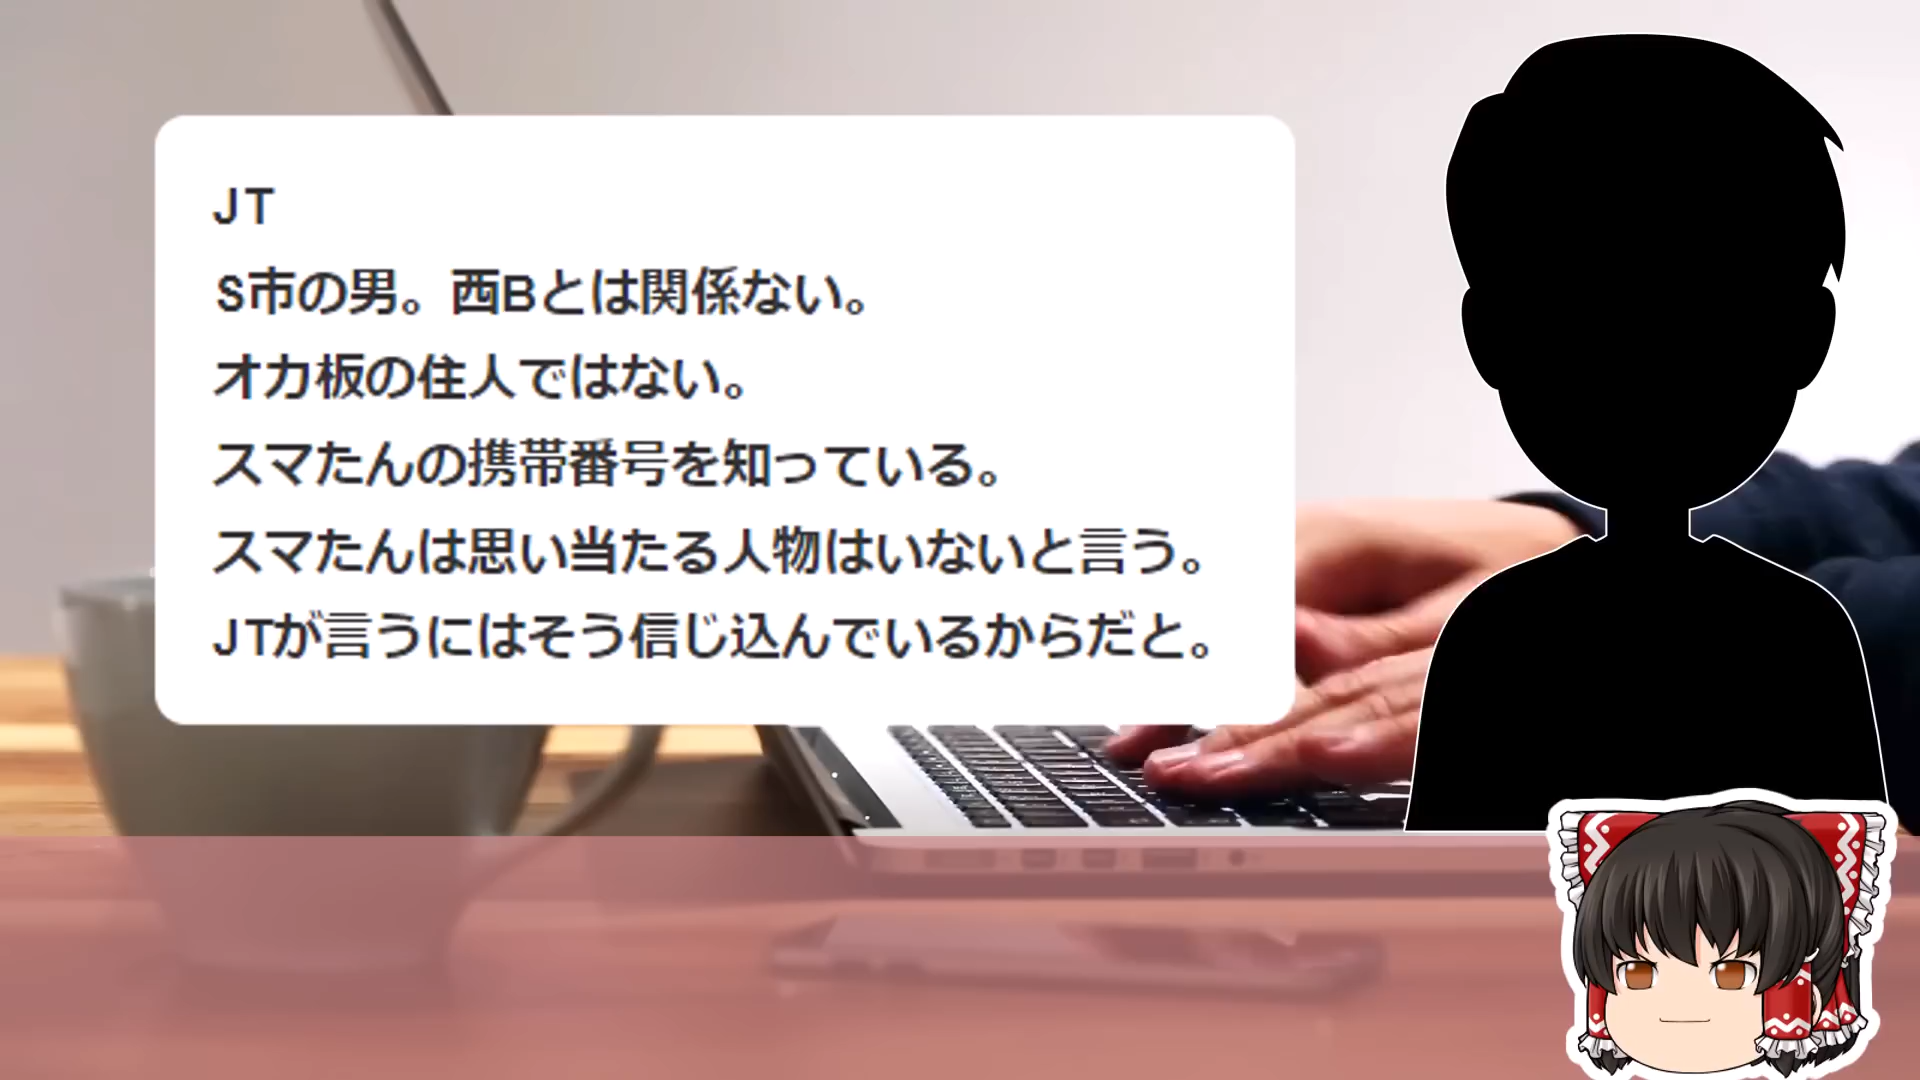 JT
S市の男。西Bとは関係ない。
オカ板の住人ではない。
スマたんの携帯番号を知っている。
スマたんは思い当たる人物はいないと言う。
JTが言うにはそう信じ込んでいるからだと。